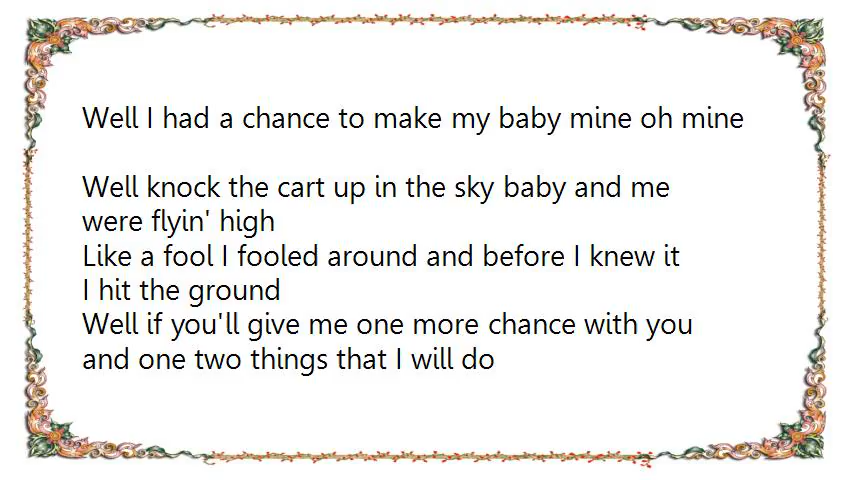 Well I had a chance to make my baby mine oh mine
Well knock the cart up in the sky baby and me
were flyin' high
Like a fool I fooled around and before I knew it
I hit the ground
Well if you'll give me one more chance with you
and one two things that I will do